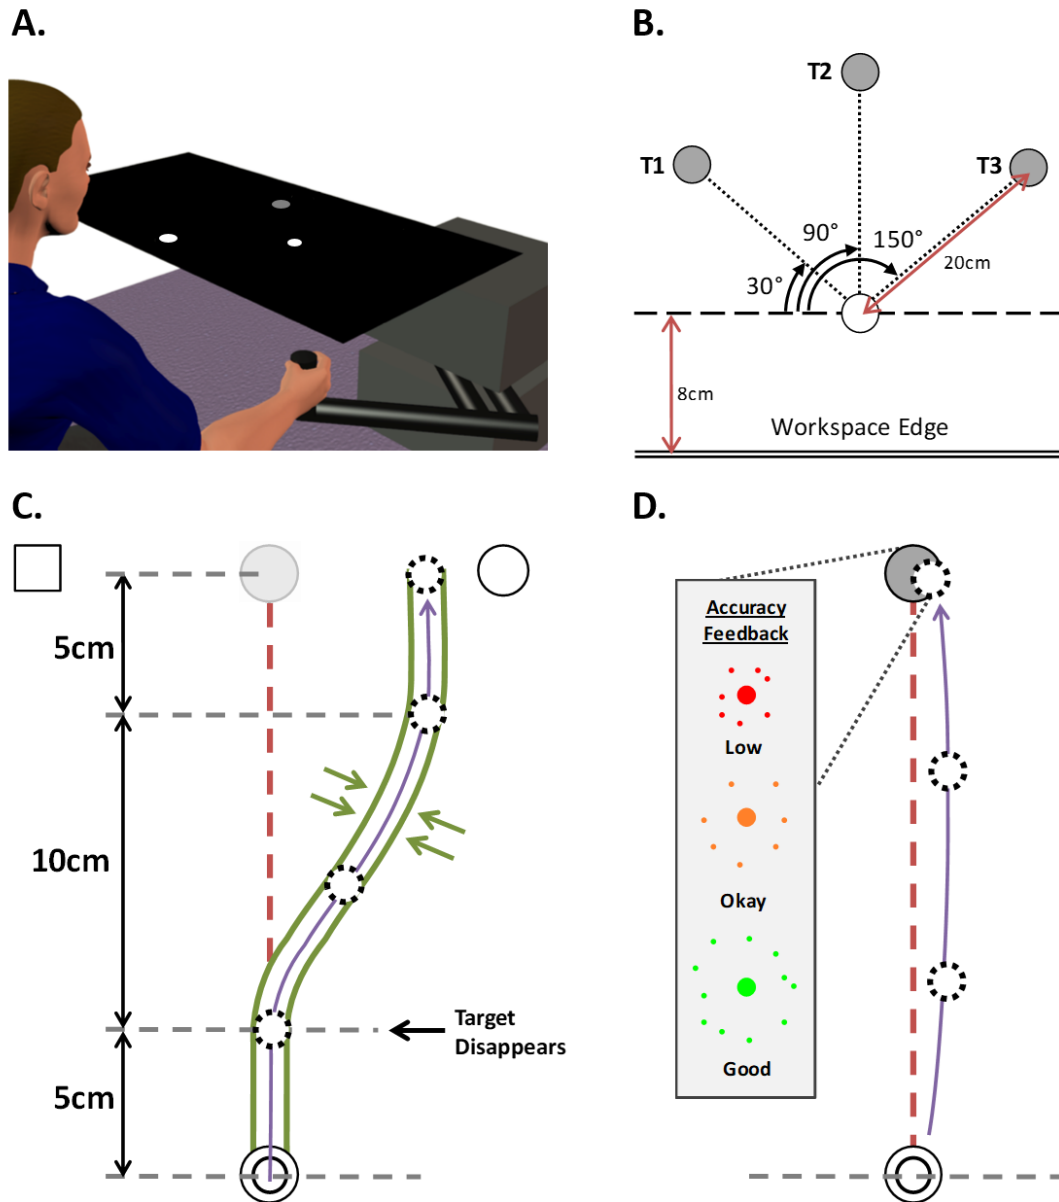 A.
B.
T2
T1
T3
90°
150°
30°
20cm
8cm
Workspace Edge
C.
D.
5cm
10cm
5cm
Target
Disappears
Accuracy
Feedback
Low
Okay
Good